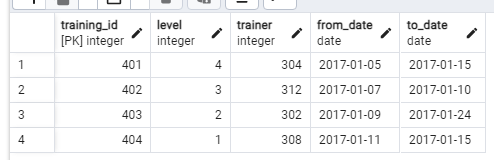 training_id level trainer from_date to_date
[PK] integer integer integer date date
1 401 4 304 2017-01-05 2017-01-15
2 402 3 312 2017-01-07 2017-01-10
3 403 2 302 2017-01-09 2017-01-24
4 404 1 308 2017-01-11 2017-01-15